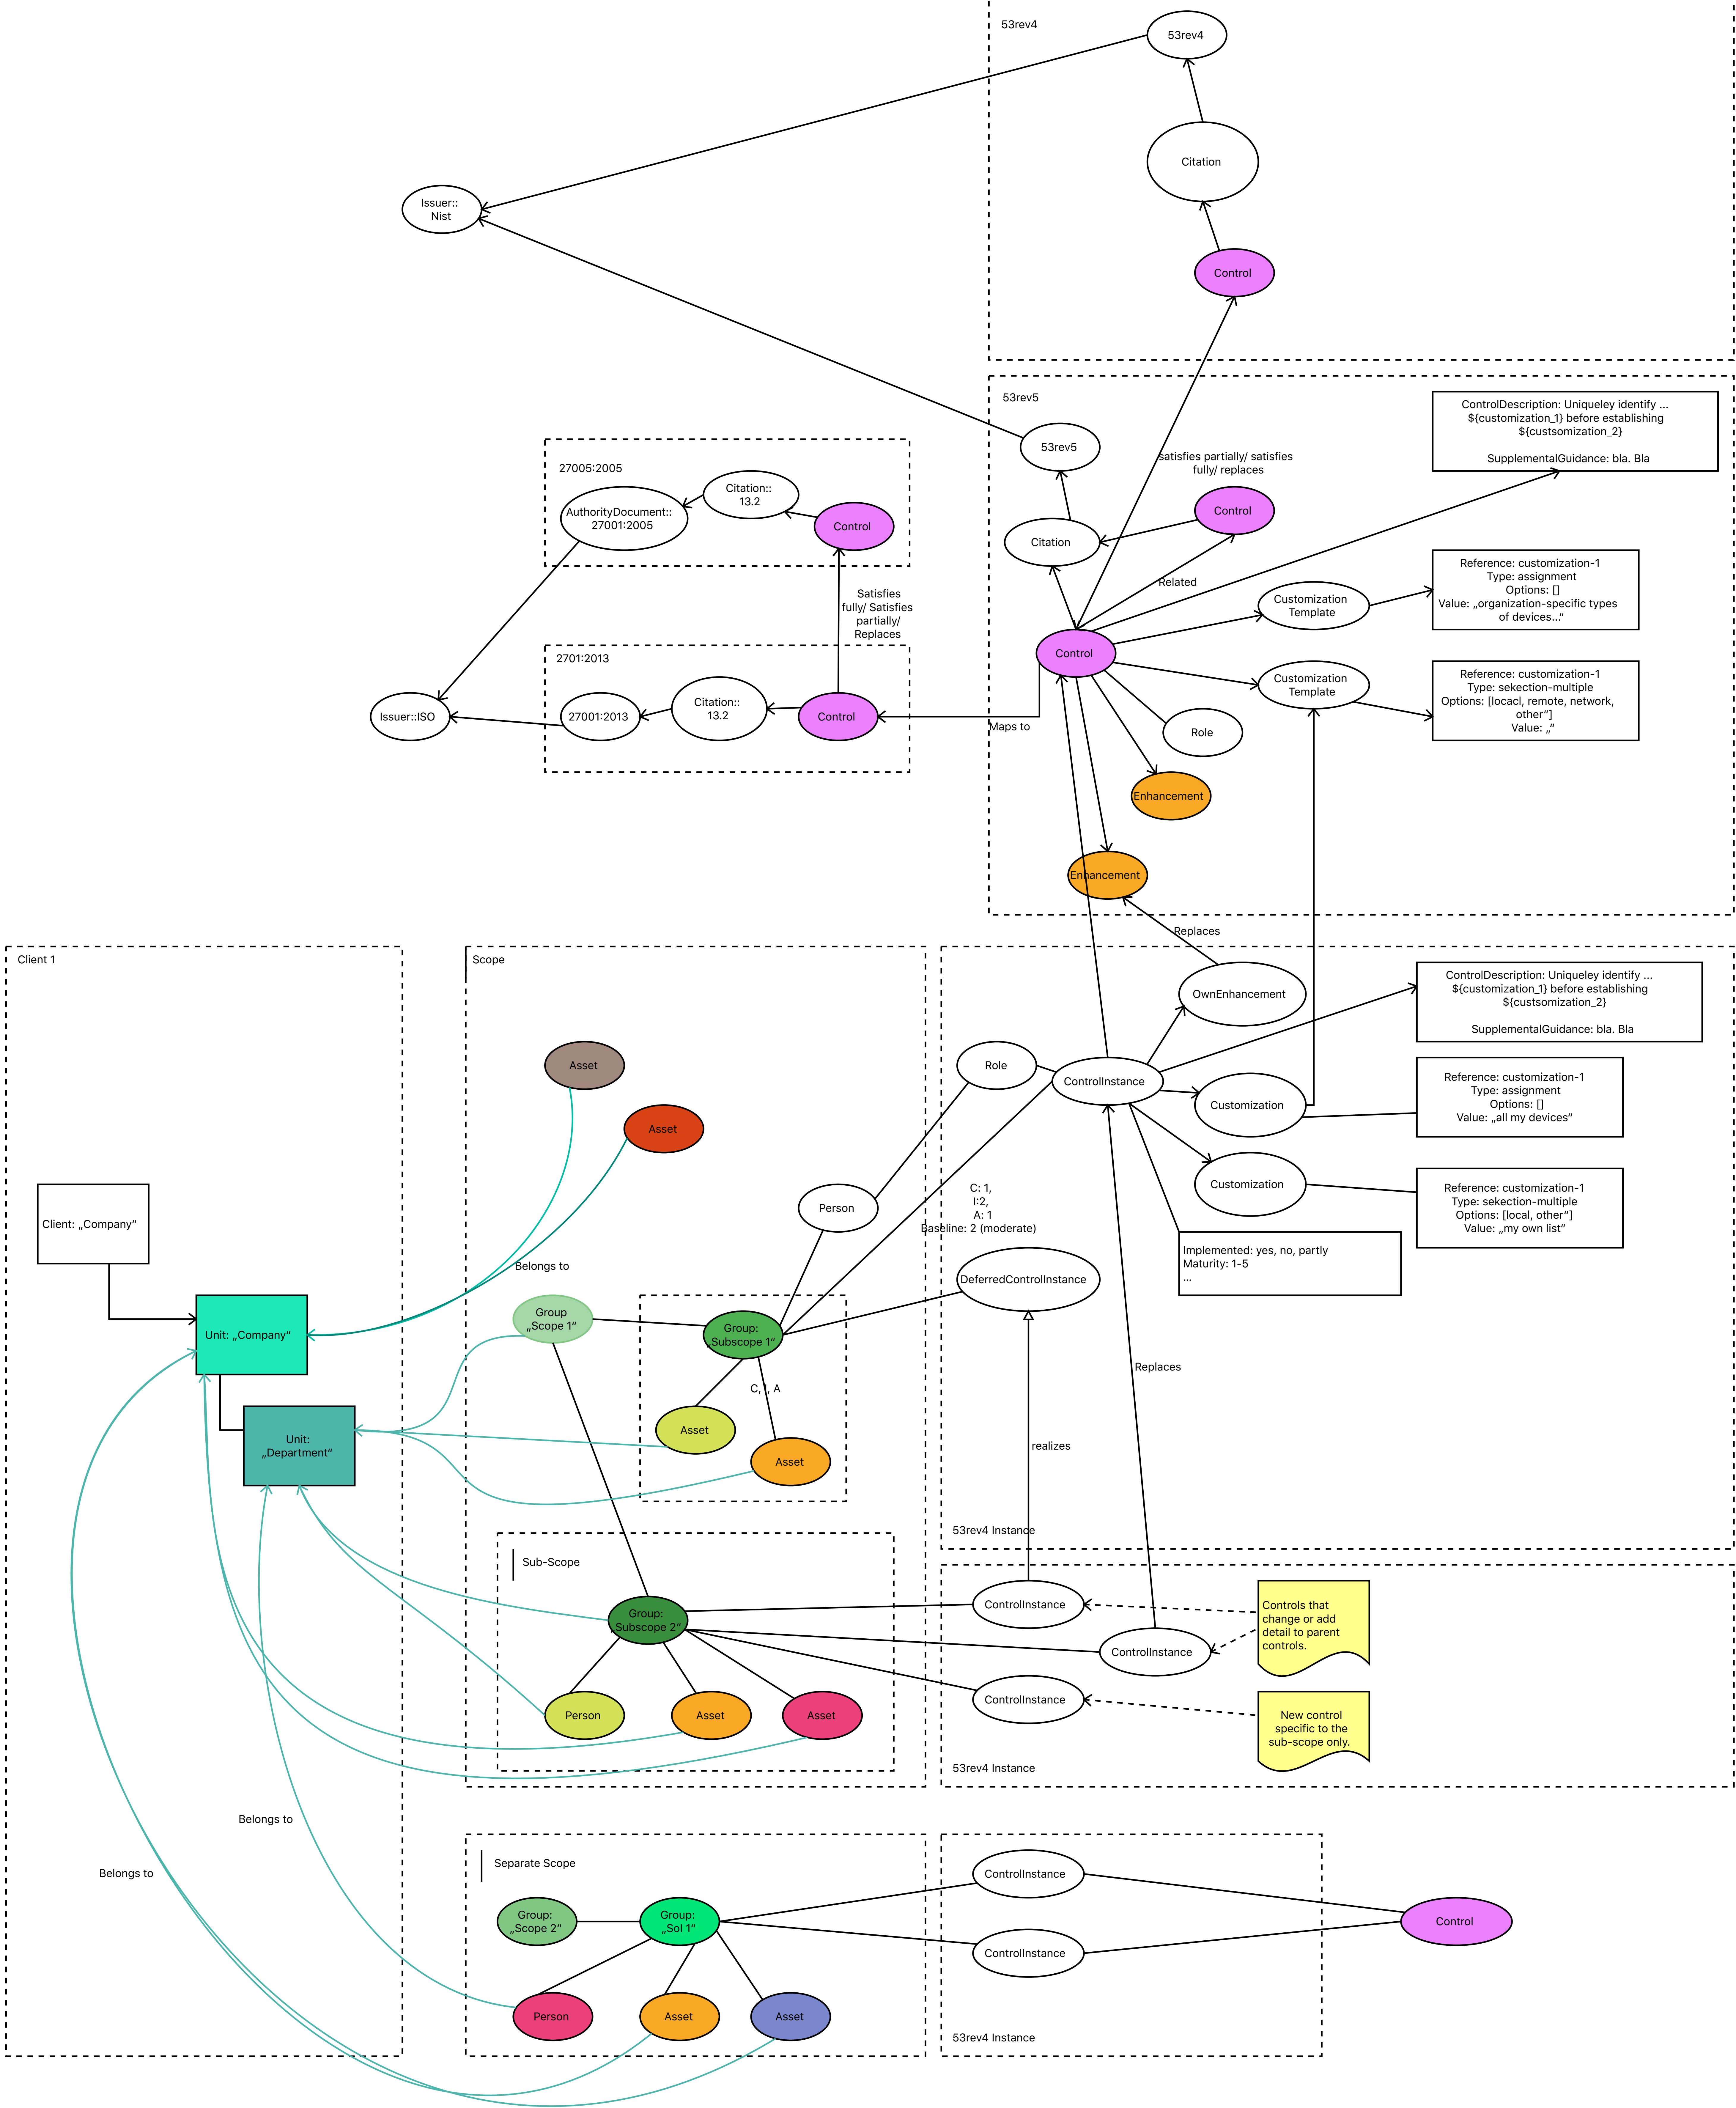 53rev4
53rev4
Citation
Issuer::
Nist
Control
53rev5
53rev5
satisfies partially/ satisfies
fully/ replaces
Control
Citation
Related
ControlDescription: Uniqueley identify ...
${customization_1} before establishing
${custsomization_2}
SupplementalGuidance: bla. Bla
27005:2005
AuthorityDocument::
27001:2005
Citation::
13.2
Control
Satisfies
fully/ Satisfies
partially/
Replaces
Customization
Template
Reference: customization-1
Type: assignment
Options: []
Value: „organization-specific types
of devices...“
Control
2701:2013
Issuer::ISO
27001:2013
Citation::
13.2
Control
Maps to
Customization
Template
Reference: customization-1
Type: sekection-multiple
Options: [locacl, remote, network,
other“]
Value: „“
Role
Enhancement
Enhancement
Replaces
Client 1
Scope
OwnEnhancement
ControlDescription: Uniqueley identify ...
${customization_1} before establishing
${custsomization_2}
SupplementalGuidance: bla. Bla
Asset
Role
ControlInstance
Asset
Customization
Reference: customization-1
Type: assignment
Options: []
Value: „all my devices“
Person
Customization
Reference: customization-1
Type: sekection-multiple
Options: [local, other“]
Value: „my own list“
C: 1,
I:2,
A: 1
Baseline: 2 (moderate)
Client: „Company“
Implemented: yes, no, partly
Maturity: 1-5
...
Belongs to
DeferredControlInstance
Unit: „Company“
Group
„Scope 1“
Group:
„Subscope 1“
C, I, A
Replaces
Unit:
„Department“
Asset
Asset
realizes
53rev4 Instance
Sub-Scope
Group:
„Subscope 2“
ControlInstance
Controls that
change or add
detail to parent
controls.
ControlInstance
ControlInstance
Person
Asset
Asset
New control
specific to the
sub-scope only.
53rev4 Instance
Belongs to
Belongs to
Separate Scope
ControlInstance
Group:
„Scope 2“
Group:
„Sol 1“
Control
ControlInstance
Person
Asset
Asset
53rev4 Instance